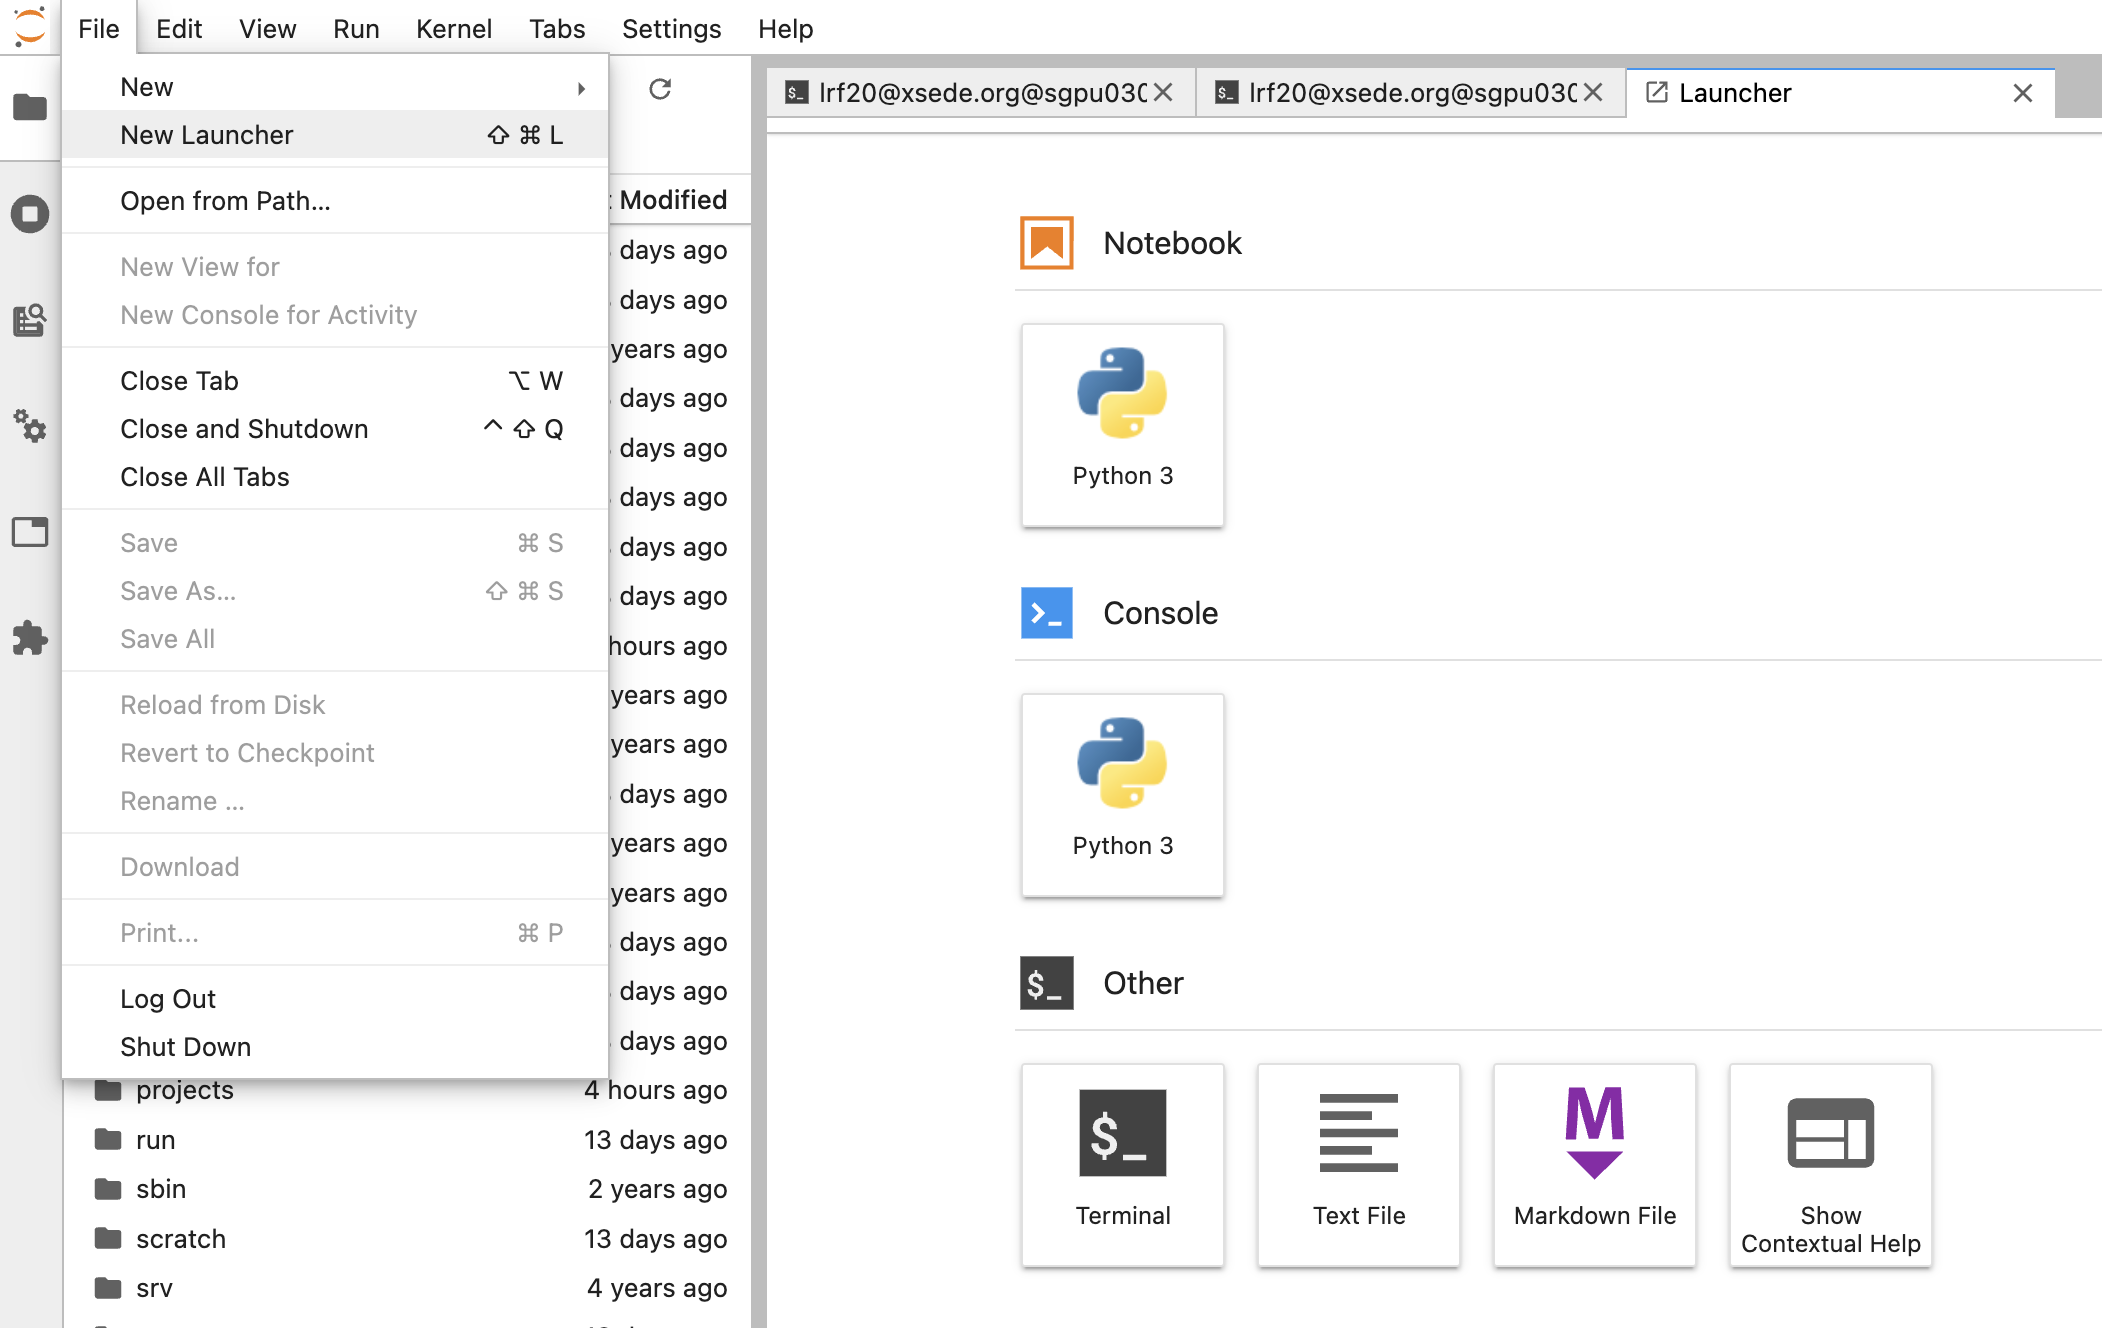 File Edit View Run Kernel Tabs Settings Help
lrf20@xsede.org@sgpu030
lrf20@xsede.org@sgpu030
Launcher
New
New Launcher ⇧ ⌘ L
Open from Path...
New View for
New Console for Activity
Close Tab ⌥ W
Close and Shutdown ^ ⇧ Q
Close All Tabs
Save ⌘ S
Save As... ⇧ ⌘ S
Save All
Reload from Disk
Revert to Checkpoint
Rename ...
Download
Print... ⌘ P
Log Out
Shut Down
Modified
days ago
days ago
years ago
days ago
days ago
days ago
days ago
days ago
hours ago
years ago
years ago
days ago
years ago
years ago
days ago
days ago
days ago
projects 4 hours ago
run 13 days ago
sbin 2 years ago
scratch 13 days ago
srv 4 years ago
Notebook
Python 3
Console
Python 3
$_ Other
$_
Terminal
Text File
M
Markdown File
Show
Contextual Help